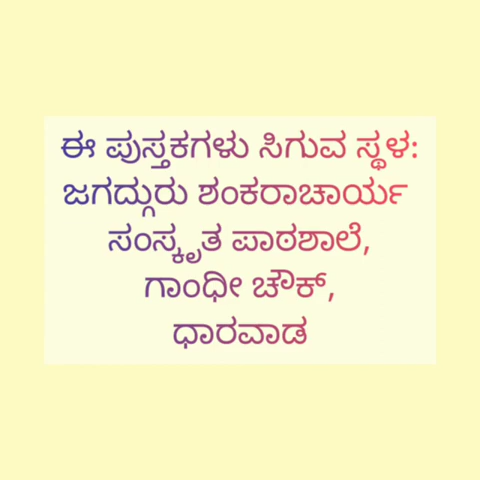 ಈ ಪುಸ್ತಕಗಳು ಸಿಗುವ ಸ್ಥಳ:
ಜಗದ್ಗುರು ಶಂಕರಾಚಾರ್ಯ
ಸಂಸ್ಕೃತ ಪಾಠಶಾಲೆ,
ಗಾಂಧೀ ಚೌಕ್,
ಧಾರವಾಡ